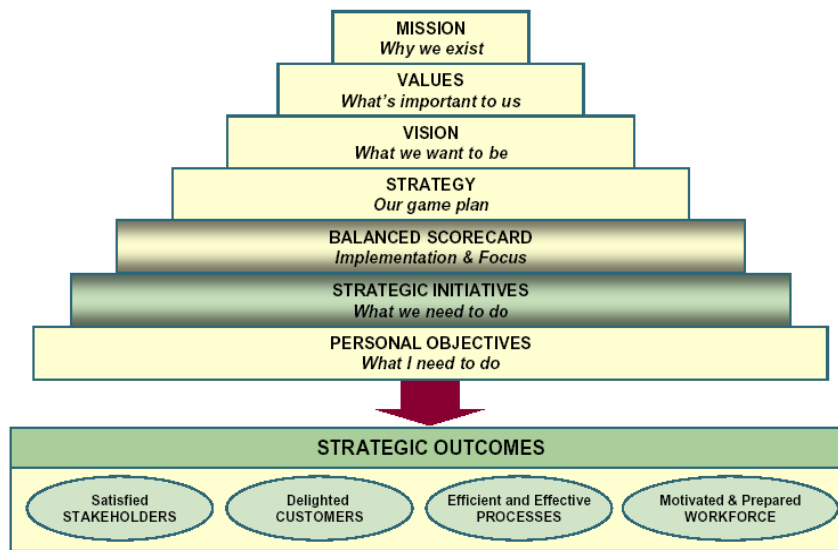 MISSION
Why we exist
VALUES
What's important to us
VISION
What we want to be
STRATEGY
Our game plan
BALANCED SCORECARD
Implementation & Focus
STRATEGIC INITIATIVES
What we need to do
PERSONAL OBJECTIVES
What I need to do
STRATEGIC OUTCOMES
Satisfied
STAKEHOLDERS
Delighted
CUSTOMERS
Efficient and Effective
PROCESSES
Motivated & Prepared
WORKFORCE